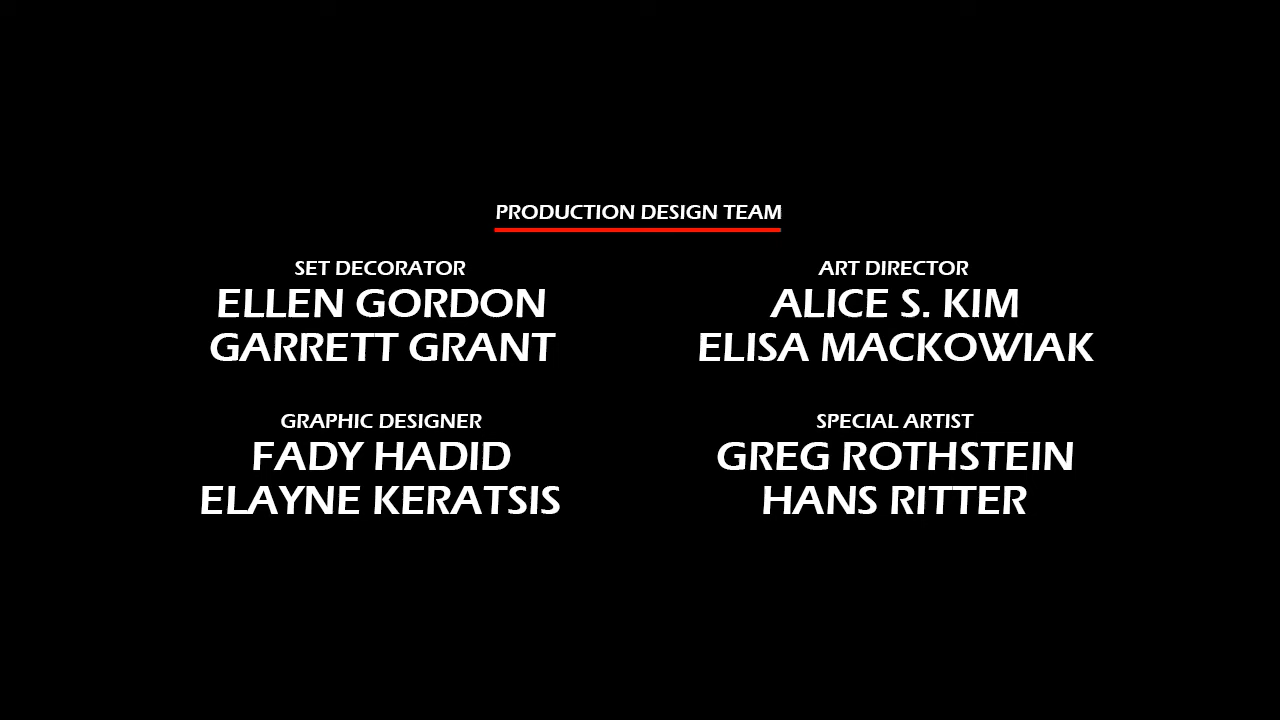 PRODUCTION DESIGN TEAM
SET DECORATOR
ELLEN GORDON
GARRETT GRANT
ART DIRECTOR
ALICE S. KIM
ELISA MACKOWIAK
GRAPHIC DESIGNER
FADY HADID
ELAYNE KERATSIS
SPECIAL ARTIST
GREG ROTHSTEIN
HANS RITTER